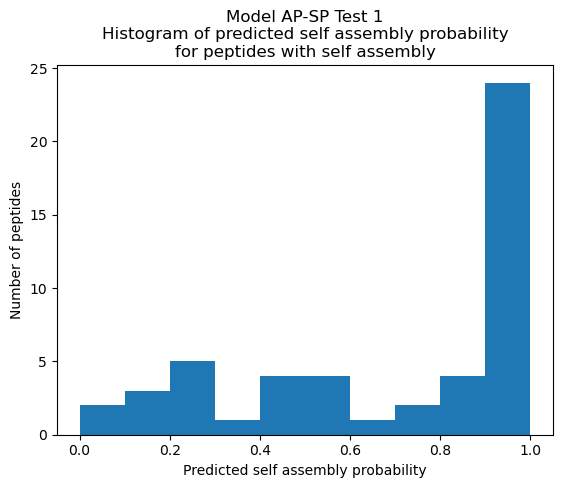 Model AP-SP Test 1
Histogram of predicted self assembly probability
for peptides with self assembly
25
20
15
10
5
0
Number of peptides
0.0 0.2 0.4 0.6 0.8 1.0
Predicted self assembly probability